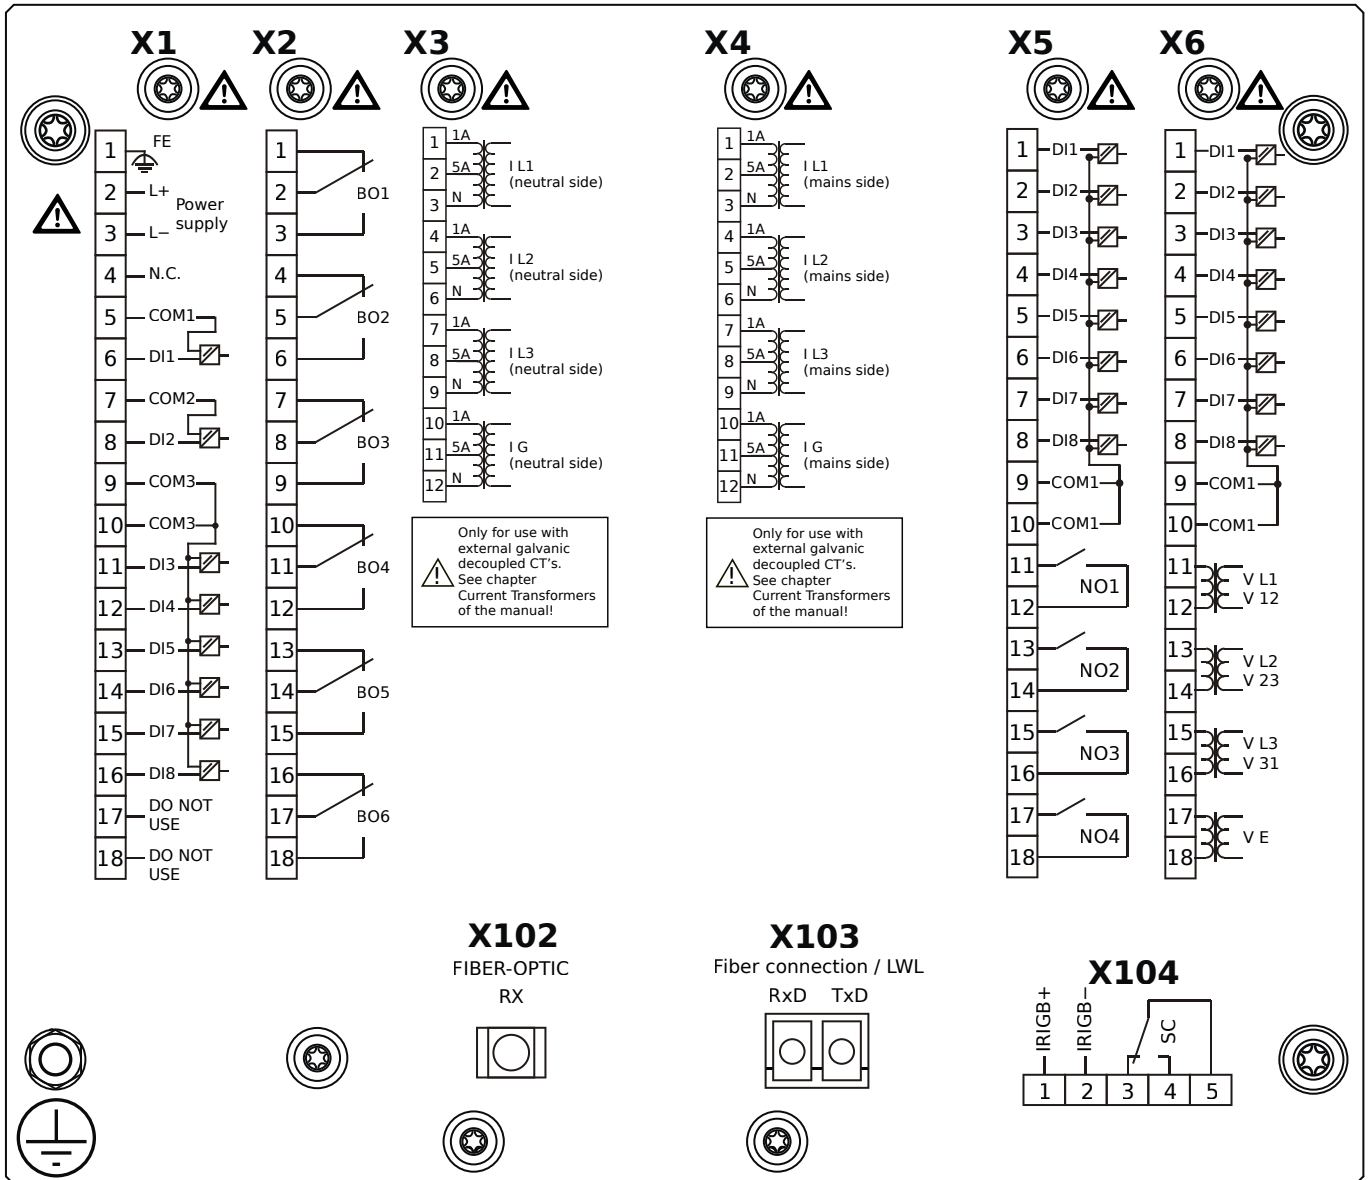 X1
X2
X3
X4
X5
X6
1 FE
2 L+
Power
supply
3 L−
4 N.C.
5 COM1
6 DI1
7 COM2
8 DI2
9 COM3
10 COM3
11 DI3
12 DI4
13 DI5
14 DI6
15 DI7
16 DI8
17 DO NOT
USE
18 DO NOT
USE
1
2 BO1
3
4
5 BO2
6
7
8 BO3
9
10
11 BO4
12
13
14 BO5
15
16
17 BO6
18
1 1A
2 5A I L1
(neutral side)
3 N
4 1A
5 5A I L2
(neutral side)
6 N
7 1A
8 5A I L3
(neutral side)
9 N
10 1A
11 5A I G
(neutral side)
12 N
Only for use with
external galvanic
decoupled CT's.
See chapter
Current Transformers
of the manual!
1 1A
2 5A I L1
(mains side)
3 N
4 1A
5 5A I L2
(mains side)
6 N
7 1A
8 5A I L3
(mains side)
9 N
10 1A
11 5A I G
(mains side)
12 N
Only for use with
external galvanic
decoupled CT's.
See chapter
Current Transformers
of the manual!
1 DI1
2 DI2
3 DI3
4 DI4
5 DI5
6 DI6
7 DI7
8 DI8
9 COM1
10 COM1
11
NO1
12
13
NO2
14
15
NO3
16
17
NO4
18
1 DI1
2 DI2
3 DI3
4 DI4
5 DI5
6 DI6
7 DI7
8 DI8
9 COM1
10 COM1
11 V L1
12 V 12
13 V L2
14 V 23
15 V L3
16 V 31
17
V E
18
X102
FIBER-OPTIC
RX
X103
Fiber connection / LWL
RxD TxD
X104
IRIGB+
IRIGB−
SC
1 2 3 4 5